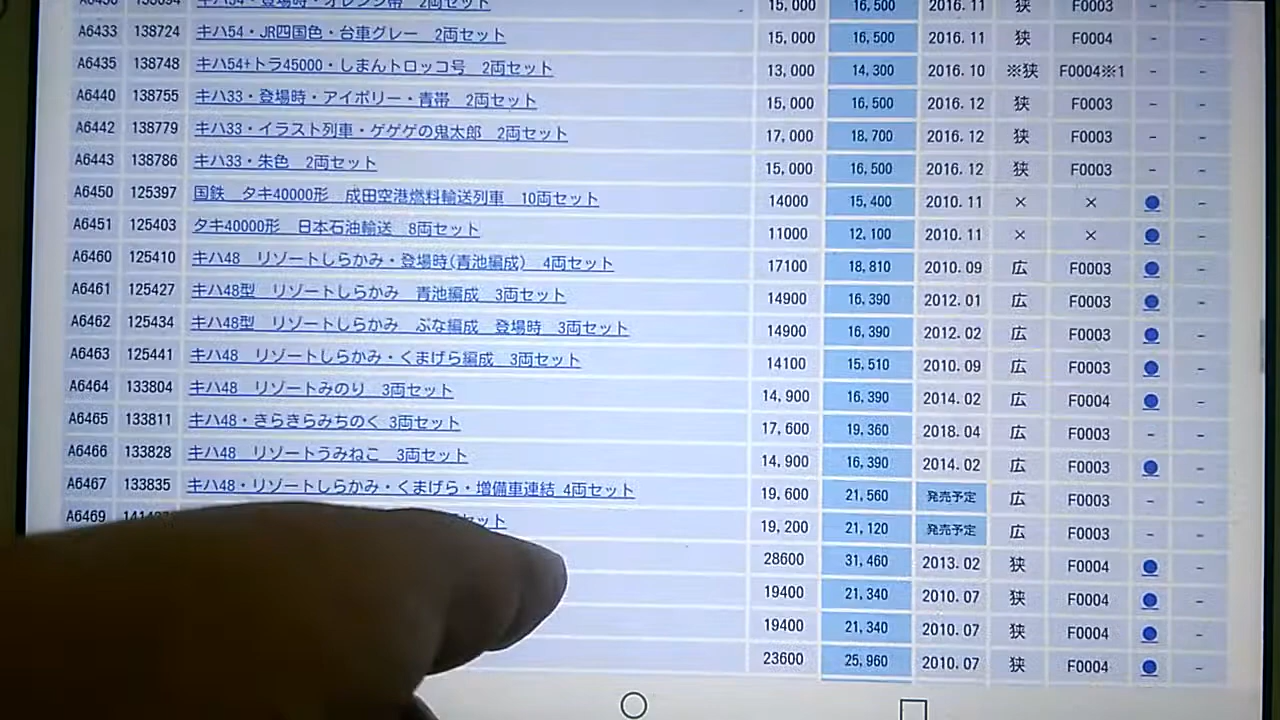 138694 キハ54・登場時・オレンジ帯 2両セット 15,000 16,500 2016.11 狭 F0003 - -
A6433 138724 キハ54・JR四国色・台車グレー 2両セット 15,000 16,500 2016.11 狭 F0004 - -
A6435 138748 キハ54+トラ45000・しまんトロッコ号 2両セット 13,000 14,300 2016.10 ※狭 F0004※1 - -
A6440 138755 キハ33・登場時・アイボリー・青帯 2両セット 15,000 16,500 2016.12 狭 F0003 - -
A6442 138779 キハ33・イラスト列車・ゲゲゲの鬼太郎 2両セット 17,000 18,700 2016.12 狭 F0003 - -
A6443 138786 キハ33・朱色 2両セット 15,000 16,500 2016.12 狭 F0003 - -
A6450 125397 国鉄 タキ40000形 成田空港燃料輸送列車 10両セット 14000 15,400 2010.11 × × ● -
A6451 125403 タキ40000形 日本石油輸送 8両セット 11000 12,100 2010.11 × × ● -
A6460 125410 キハ48 リゾートしらかみ・登場時(青池編成) 4両セット 17100 18,810 2010.09 広 F0003 ● -
A6461 125427 キハ48型 リゾートしらかみ 青池編成 3両セット 14900 16,390 2012.01 広 F0003 ● -
A6462 125434 キハ48型 リゾートしらかみ ぶな編成 登場時 3両セット 14900 16,390 2012.02 広 F0003 ● -
A6463 125441 キハ48 リゾートしらかみ・くまげら編成 3両セット 14100 15,510 2010.09 広 F0003 ● -
A6464 133804 キハ48 リゾートみのり 3両セット 14,900 16,390 2014.02 広 F0004 ● -
A6465 133811 キハ48・きらきらみちのく 3両セット 17,600 19,360 2018.04 広 F0003 - -
A6466 133828 キハ48 リゾートうみねこ 3両セット 14,900 16,390 2014.02 広 F0003 ● -
A6467 133835 キハ48・リゾートしらかみ・くまげら・増備車連結 4両セット 19,600 21,560 発売予定 広 F0003 - -
A6469 セット 19,200 21,120 発売予定 広 F0003 - -
28600 31,460 2013.02 狭 F0004 ● -
19400 21,340 2010.07 狭 F0004 ● -
19400 21,340 2010.07 狭 F0004 ● -
23600 25,960 2010.07 狭 F0004 ● -